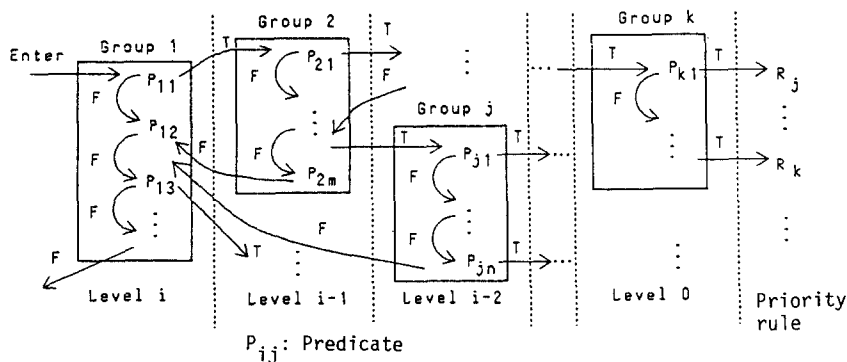 Group 1
Group 2
Group j
Group k
Enter
T
T
F
P11
F
P12
F
P13
F
⋮
F
T
F
P21
F
⋮
F
P2m
F
T
⋮
F
Pj1
T
...
F
⋮
F
Pjn
T
...
F
⋮
...
T
Pk1
T
Rj
F
⋮
⋮
T
Rk
⋮
⋮
Level i
Level i-1
Level i-2
Level 0
Priority
rule
Pij: Predicate